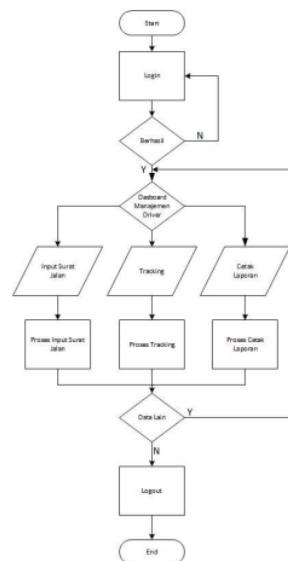 Start
Login
Berhasil
N
Y
Dasboard
Manajemen
Driver
Input Surat
Jalan
Tracking
Cetak
Laporan
Proses Input Surat
Jalan
Proses Tracking
Proses Cetak
Laporan
Data Lain
Y
N
Logout
End